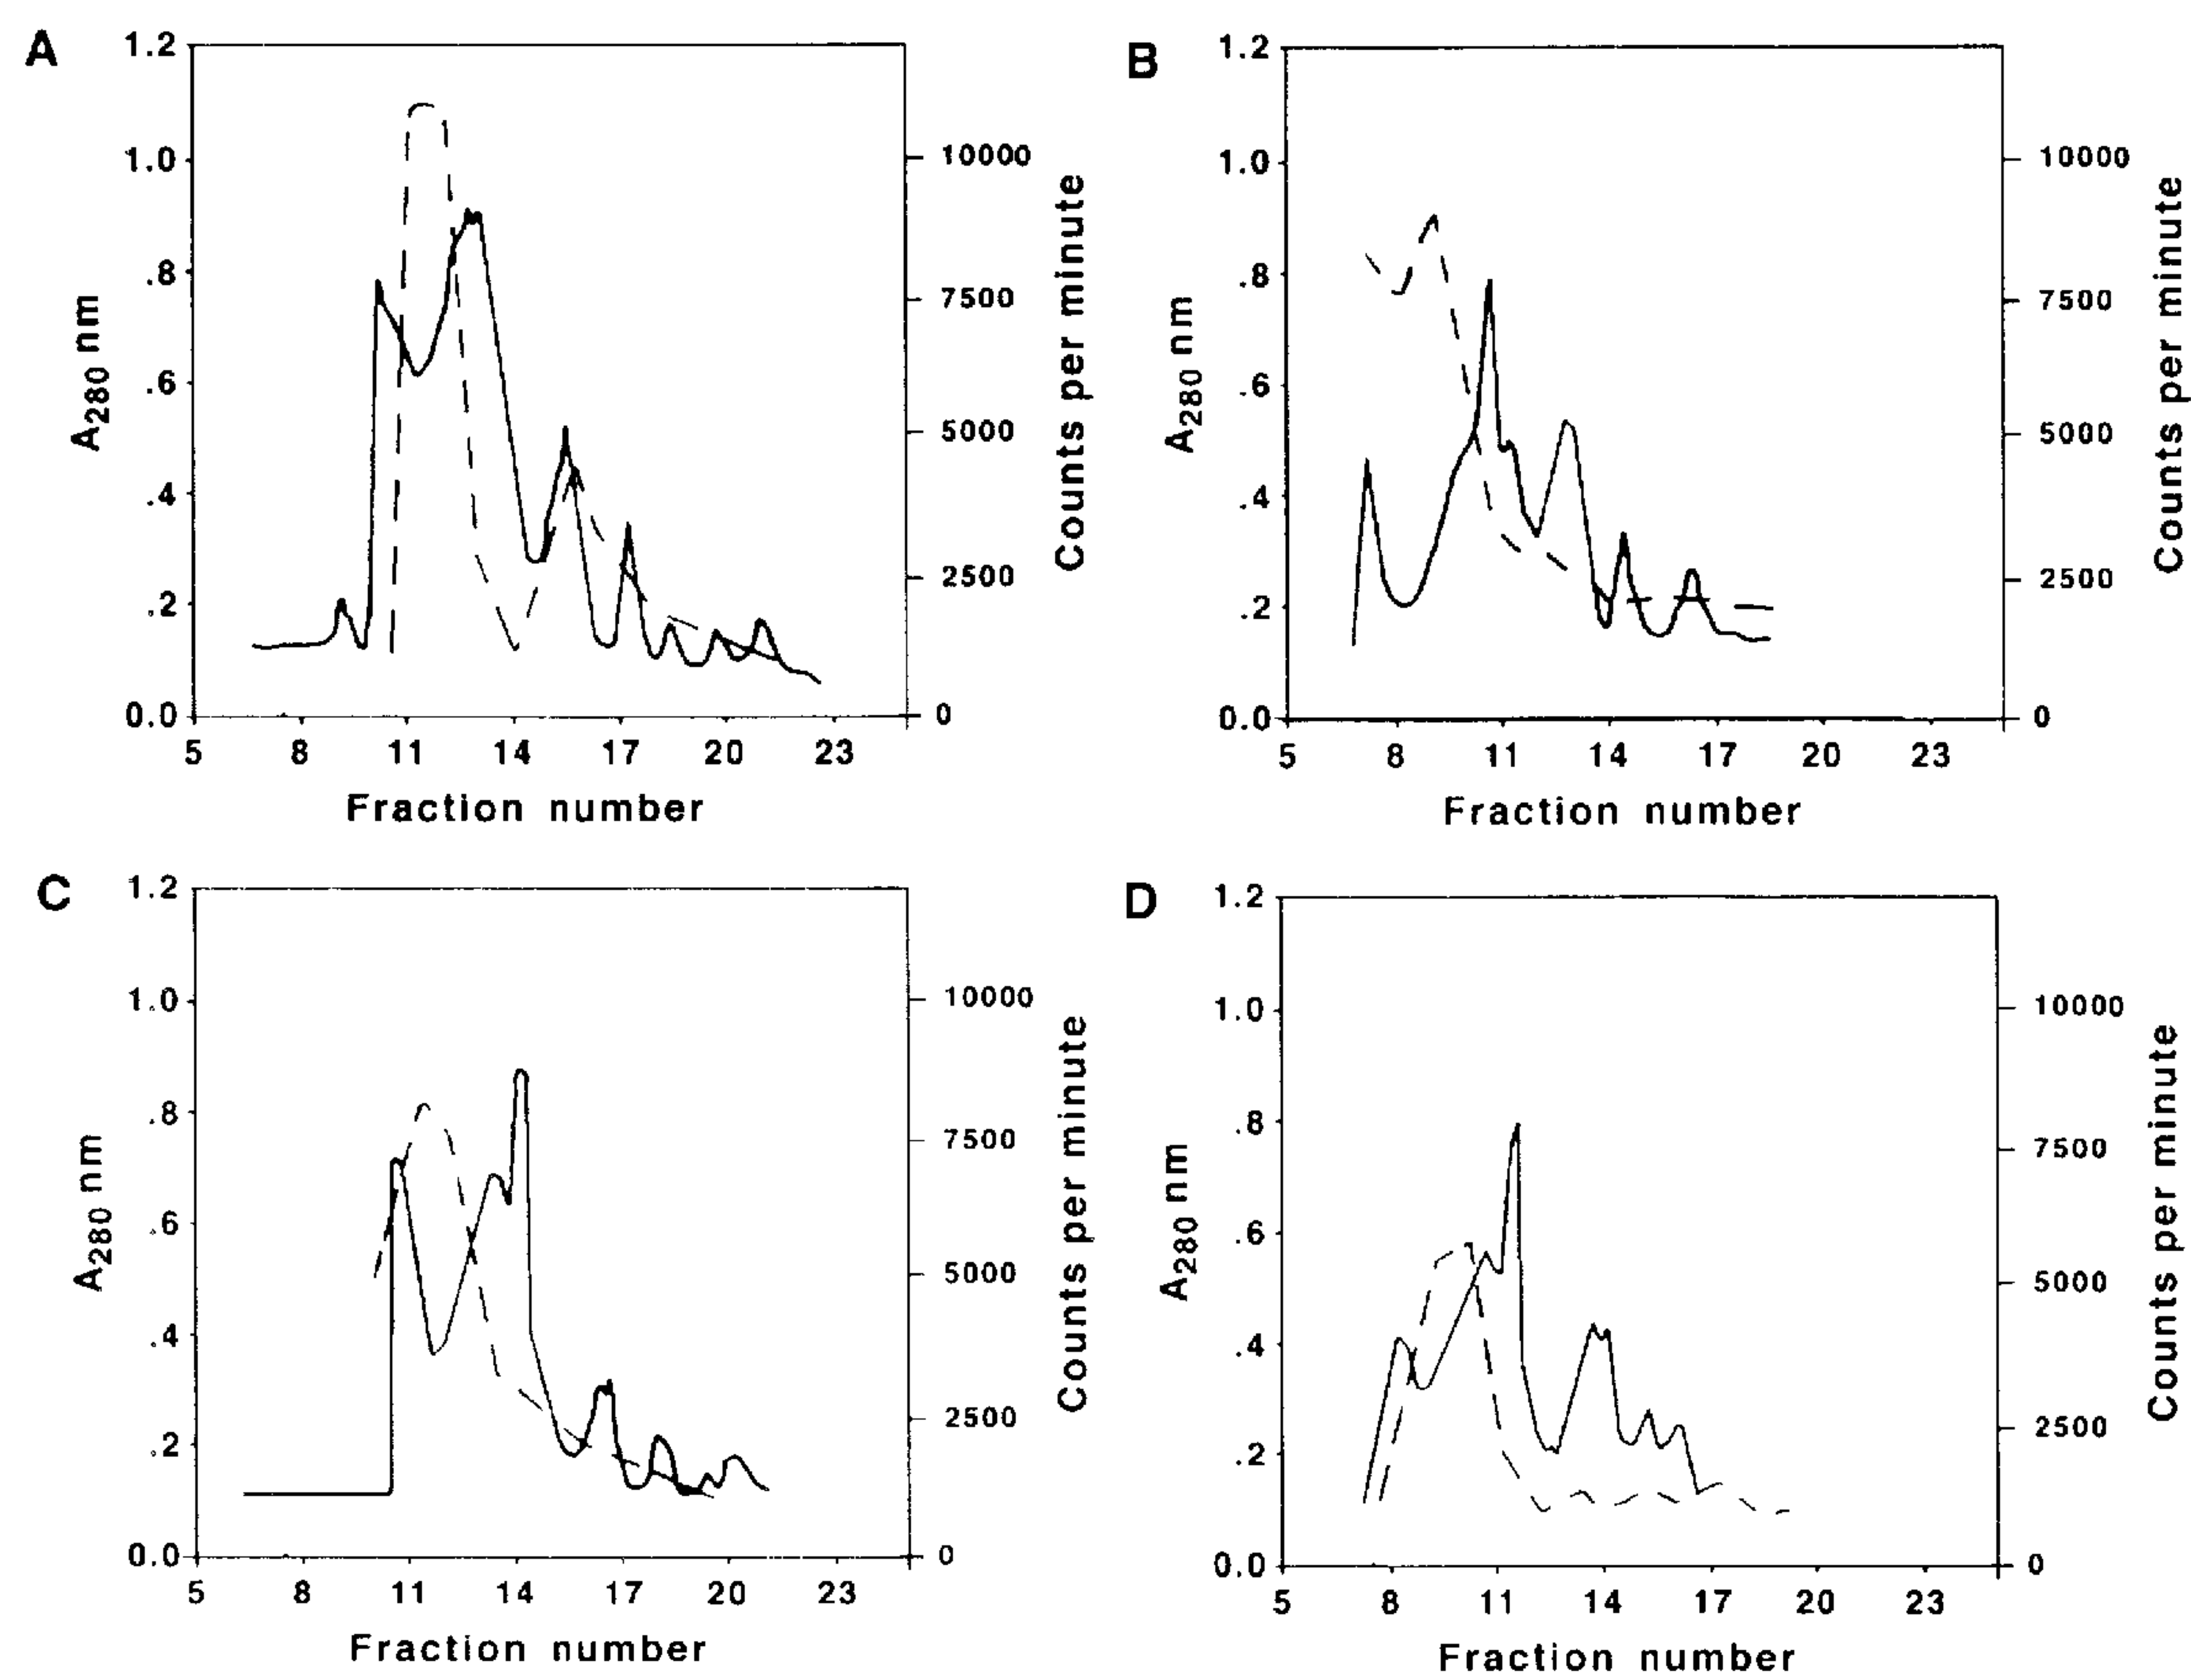 A
1.2
1.0
.8
.6
.4
.2
0.0
A280 nm
10000
7500
5000
2500
0
Counts per minute
5 8 11 14 17 20 23
Fraction number
B
1.2
1.0
.8
.6
.4
.2
0.0
A280 nm
10000
7500
5000
2500
0
Counts per minute
5 8 11 14 17 20 23
Fraction number
C
1.2
1.0
.8
.6
.4
.2
0.0
A280 nm
10000
7500
5000
2500
0
Counts per minute
5 8 11 14 17 20 23
Fraction number
D
1.2
1.0
.8
.6
.4
.2
0.0
A280 nm
10000
7500
5000
2500
0
Counts per minute
5 8 11 14 17 20 23
Fraction number